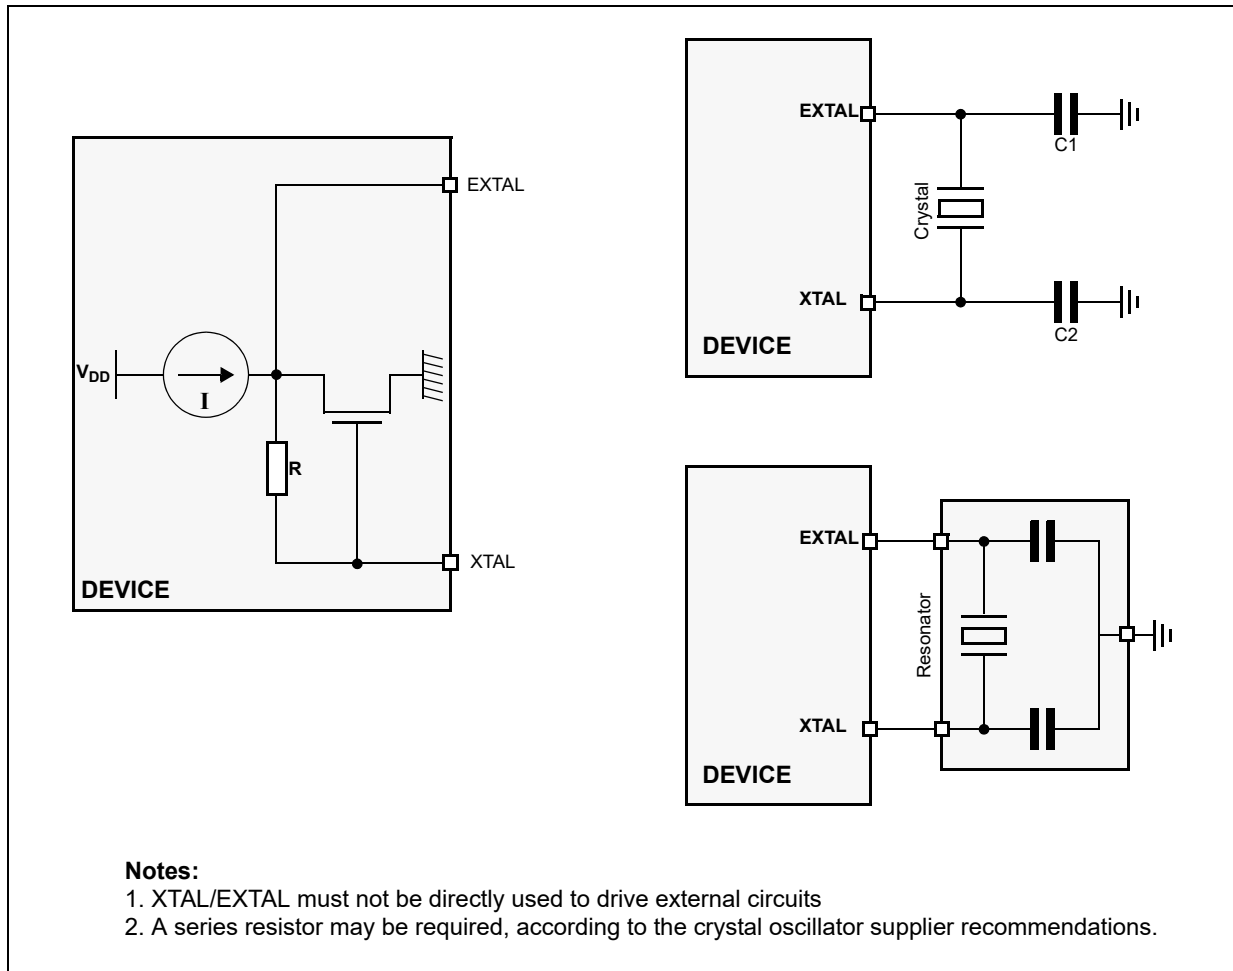 EXTAL
V_DD
I
R
XTAL
DEVICE
EXTAL
C1
Crystal
XTAL
C2
DEVICE
EXTAL
Resonator
XTAL
DEVICE
Notes:
1. XTAL/EXTAL must not be directly used to drive external circuits
2. A series resistor may be required, according to the crystal oscillator supplier recommendations.